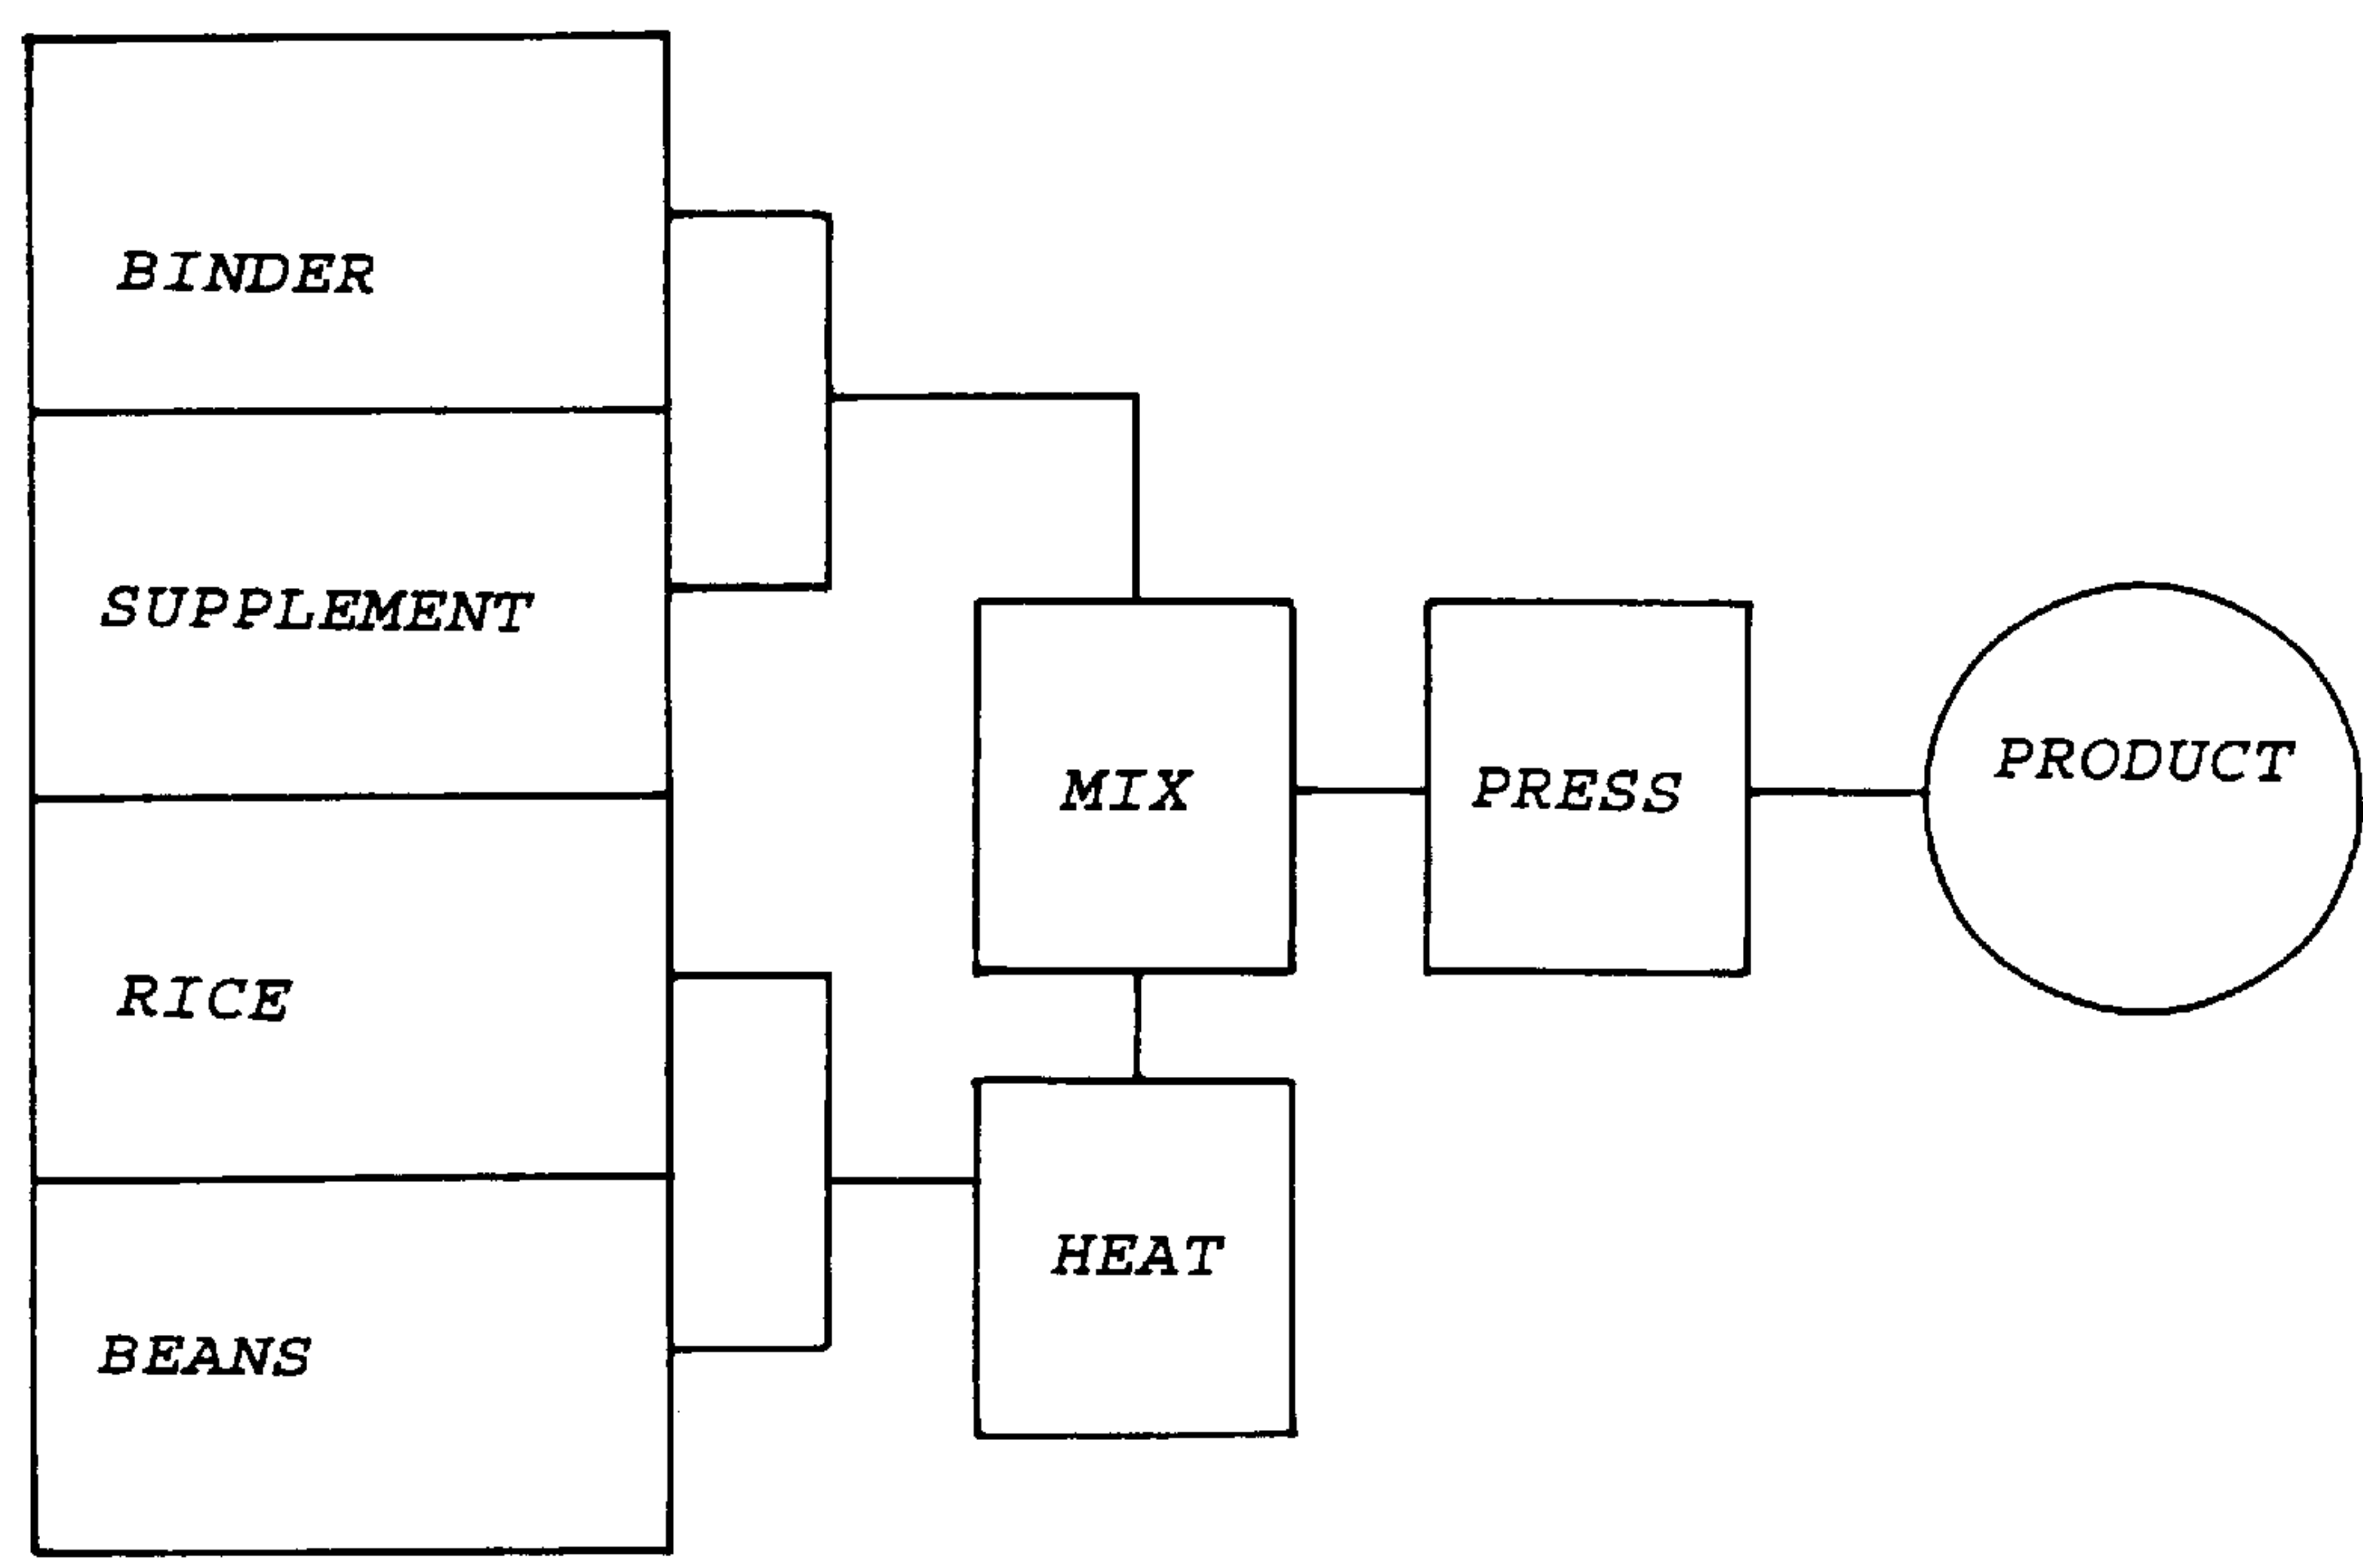 BINDER
SUPPLEMENT
RICE
BEANS
MIX
HEAT
PRESS
PRODUCT